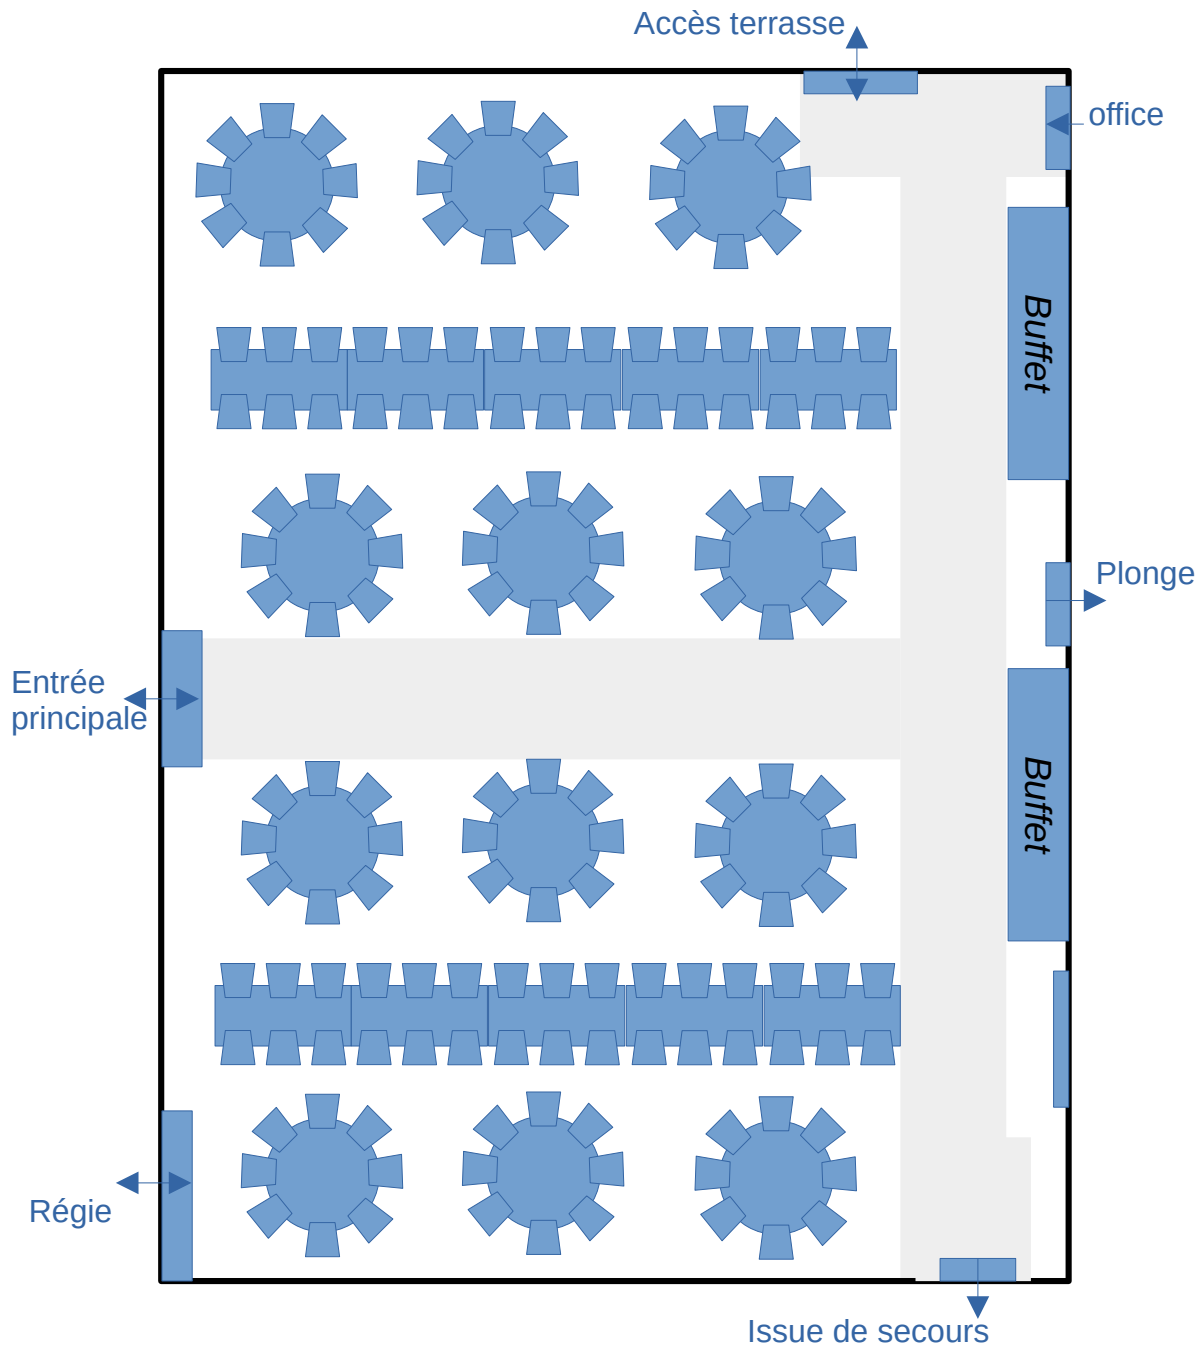 Accès terrasse
office
Buffet
Plonge
Entrée
principale
Buffet
Régie
Issue de secours